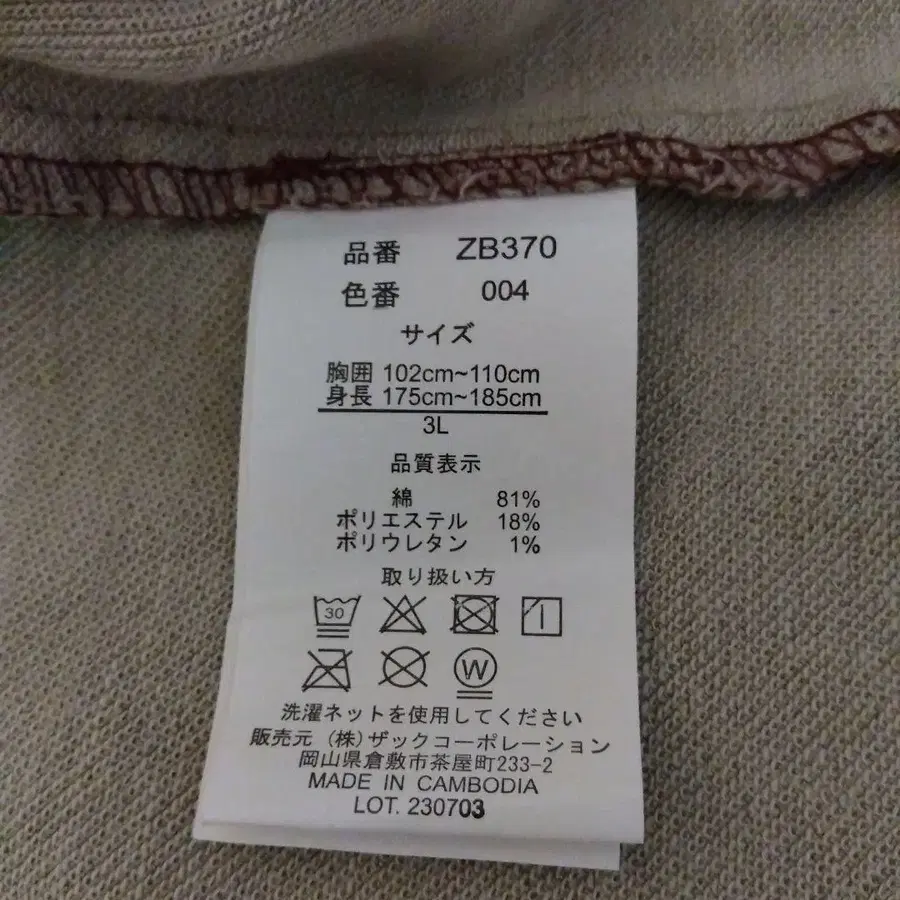 品番 ZB370
色番 004
サイズ
胸囲 102cm~110cm
身長 175cm~185cm
3L
品質表示
綿 81%
ポリエステル 18%
ポリウレタン 1%
取り扱い方
30
W
洗濯ネットを使用してください
販売元 (株)ザックコーポレーション
岡山県倉敷市茶屋町233-2
MADE IN CAMBODIA
LOT. 230703